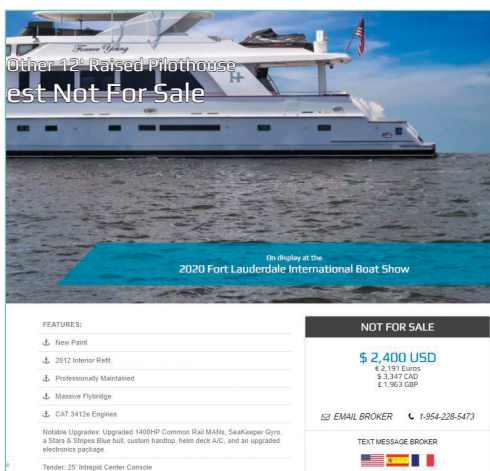 Forever Young
Other 12' Raised Pilothouse
est Not For Sale
On display at the
2020 Fort Lauderdale International Boat Show
FEATURES:
New Paint
2012 Interior Refit
Professionally Maintained
Massive Flybridge
CAT 3412e Engines
Notable Upgrades: Upgraded 1400HP Common Rail MANs, SeaKeeper Gyro,
a Stars & Stripes Blue hull, custom hardtop, helm deck A/C, and an upgraded
electronics package.
Tender: 25' Intrepid Center Console
NOT FOR SALE
$ 2,400 USD
€ 2,191 Euros
$ 3,347 CAD
£ 1,963 GBP
EMAIL BROKER 1-954-228-5473
TEXT MESSAGE BROKER